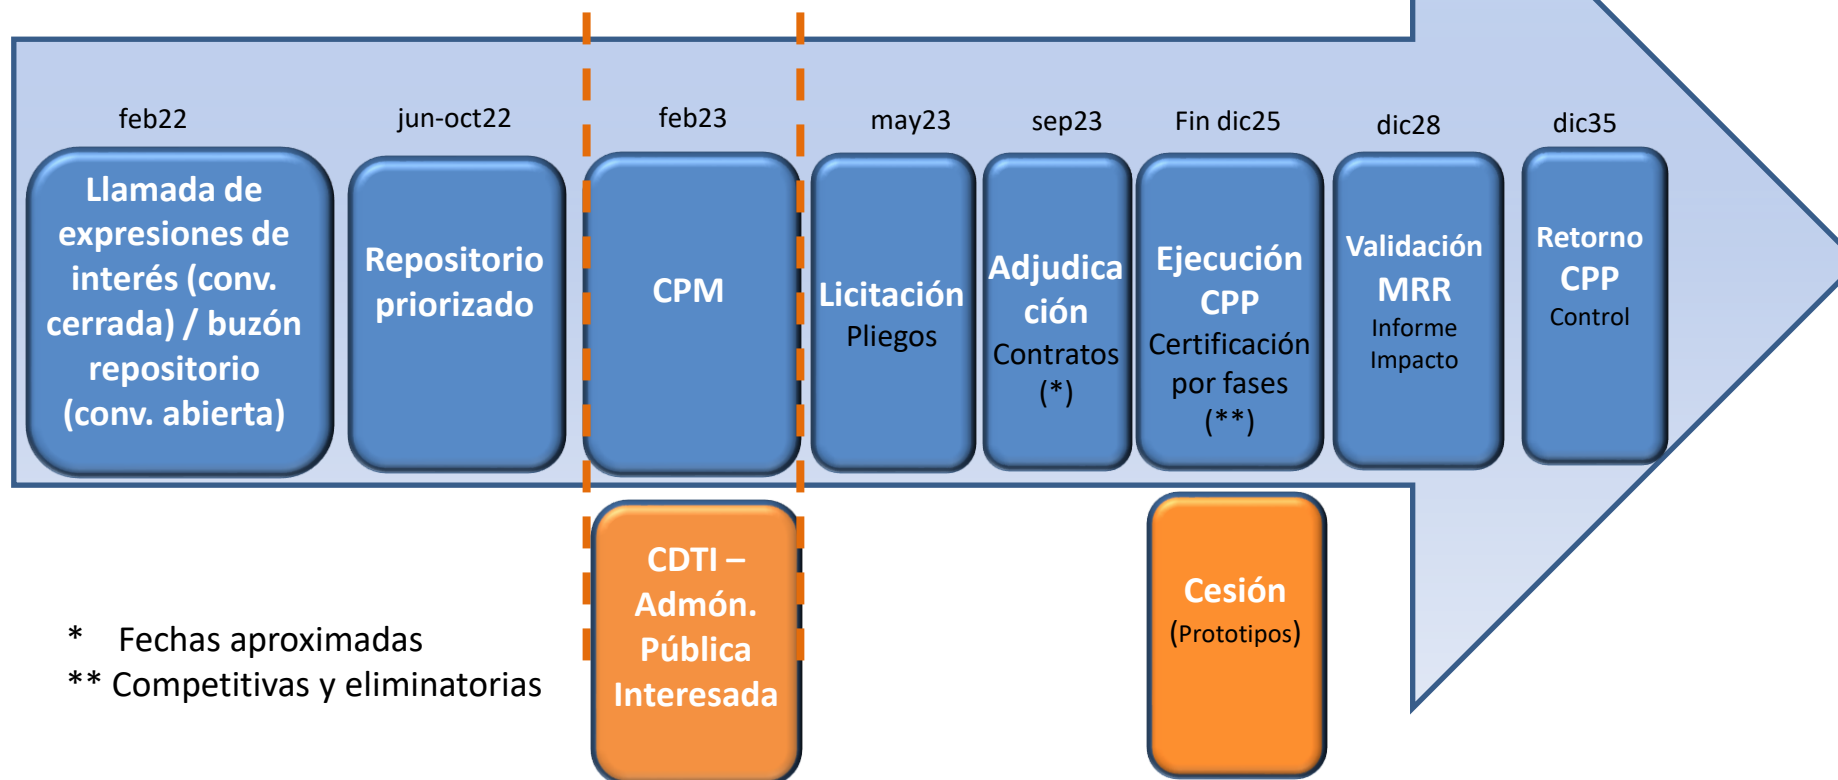 feb22
Llamada de
expresiones de
interés (conv.
cerrada) / buzón
repositorio
(conv. abierta)
jun-oct22
Repositorio
priorizado
feb23
CPM
may23
Licitación
Pliegos
sep23
Adjudica
ción
Contratos
(*)
Fin dic25
Ejecución
CPP
Certificación
por fases
(**)
dic28
Validación
MRR
Informe
Impacto
dic35
Retorno
CPP
Control
CDTI –
Admón.
Pública
Interesada
Cesión
(Prototipos)
* Fechas aproximadas
** Competitivas y eliminatorias